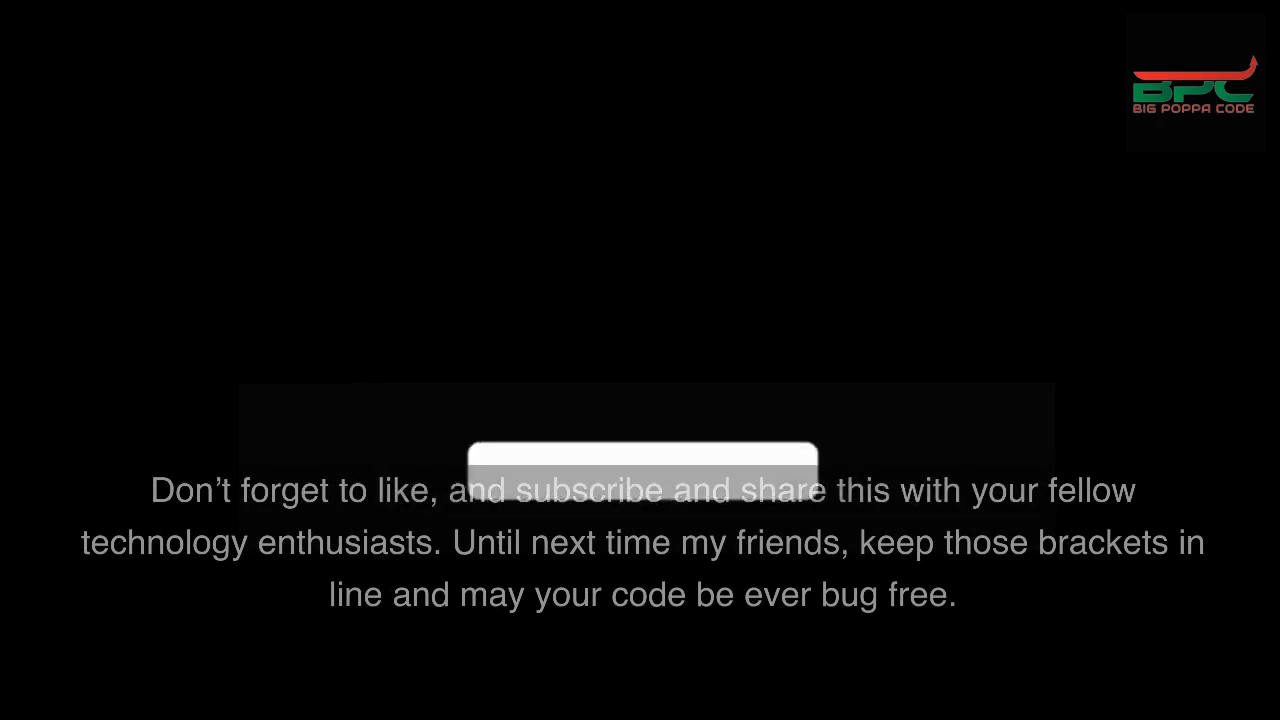 BPC
BIG POPPA CODE
Don’t forget to like, and subscribe and share this with your fellow
technology enthusiasts. Until next time my friends, keep those brackets in
line and may your code be ever bug free.